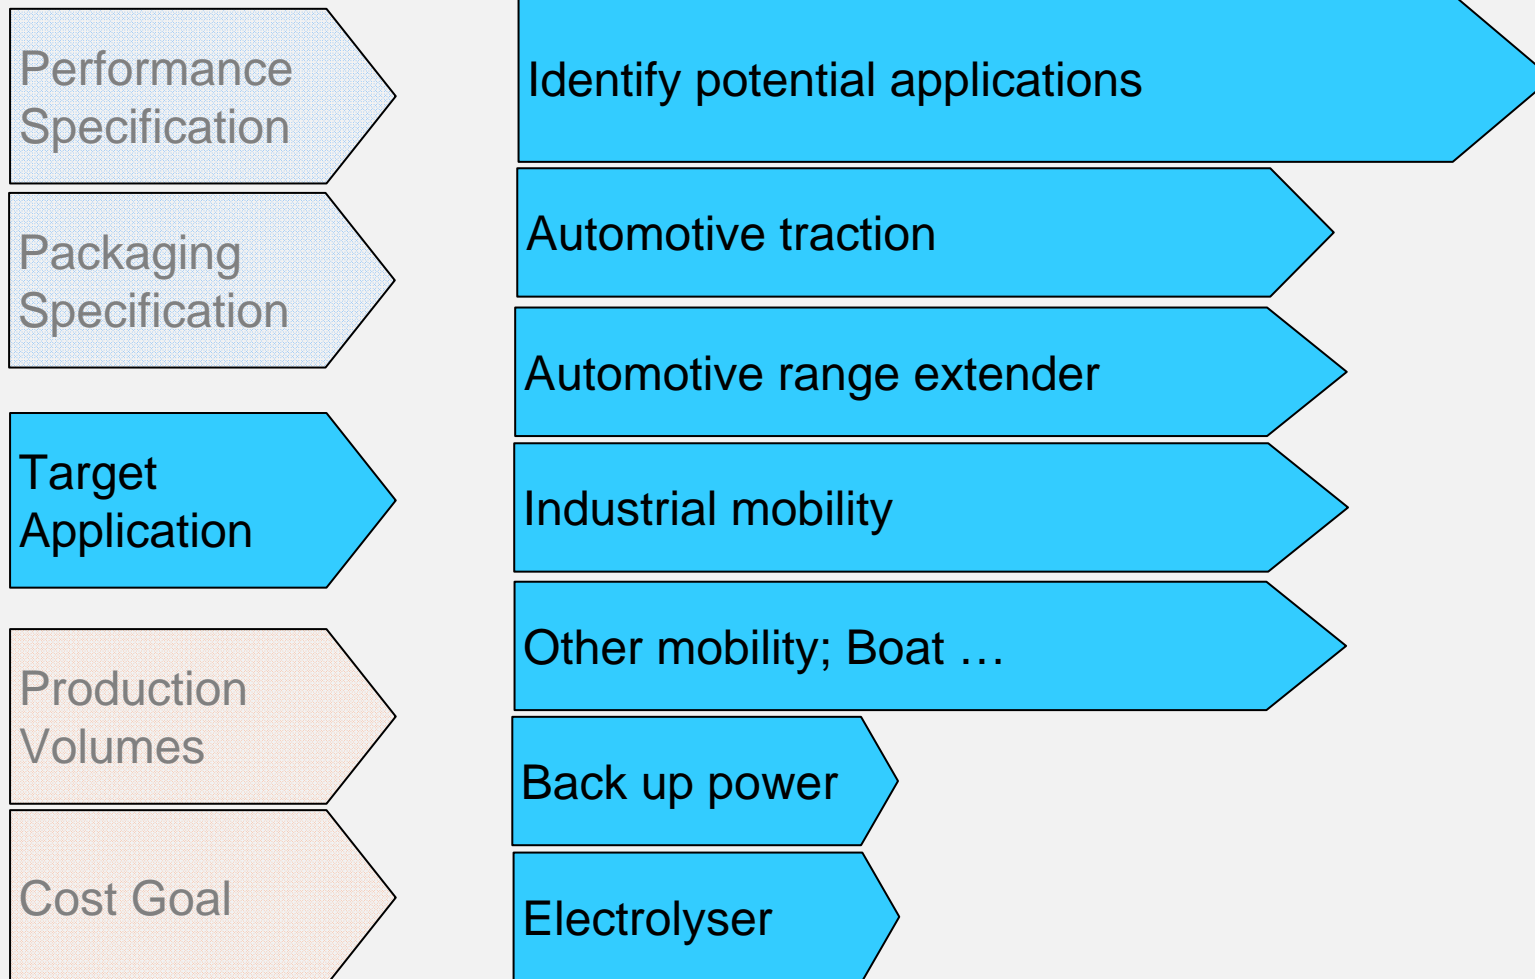 Performance
Specification
Packaging
Specification
Target
Application
Production
Volumes
Cost Goal
Identify potential applications
Automotive traction
Automotive range extender
Industrial mobility
Other mobility; Boat …
Back up power
Electrolyser